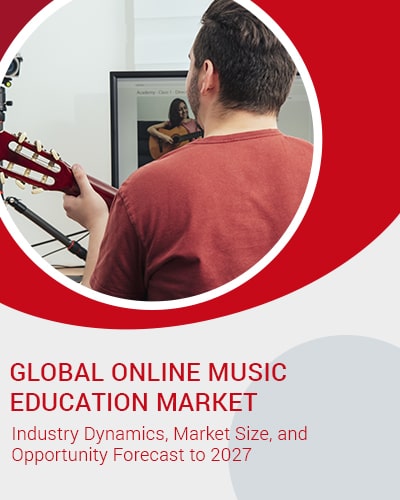 GLOBAL ONLINE MUSIC
EDUCATION MARKET
Industry Dynamics, Market Size, and
Opportunity Forecast to 2027